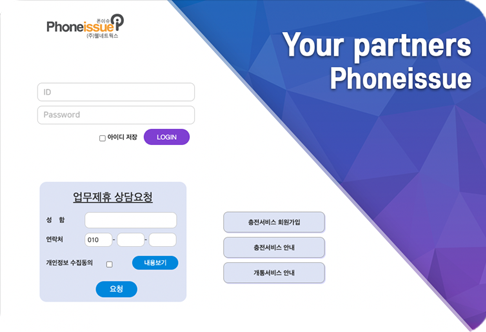 폰이슈
Phoneissue
(주)웰네트웍스
Your partners
Phoneissue
ID
Password
아이디 저장
LOGIN
업무제휴 상담요청
성 함
연락처
010
-
-
개인정보 수집동의
내용보기
요청
충전서비스 회원가입
충전서비스 안내
개통서비스 안내